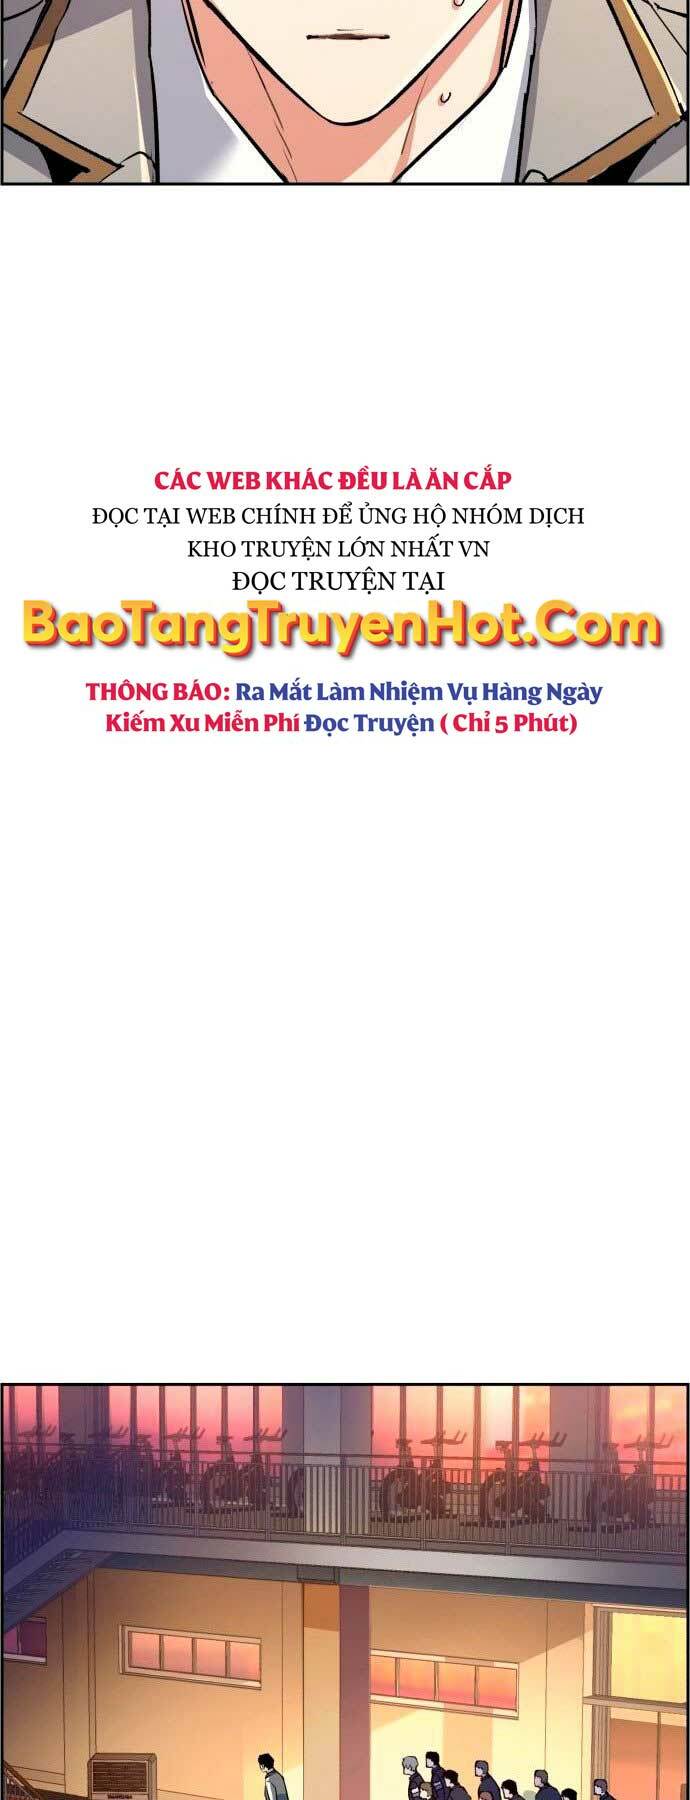 CÁC WEB KHÁC ĐỀU LÀ ĂN CẮP
ĐỌC TẠI WEB CHÍNH ĐỂ ỦNG HỘ NHÓM DỊCH
KHO TRUYỆN LỚN NHẤT VN
ĐỌC TRUYỆN TẠI
BaoTangTruyenHot.Com
THÔNG BÁO: Ra Mắt Làm Nhiệm Vụ Hàng Ngày
Kiếm Xu Miễn Phí Đọc Truyện ( Chỉ 5 Phút)